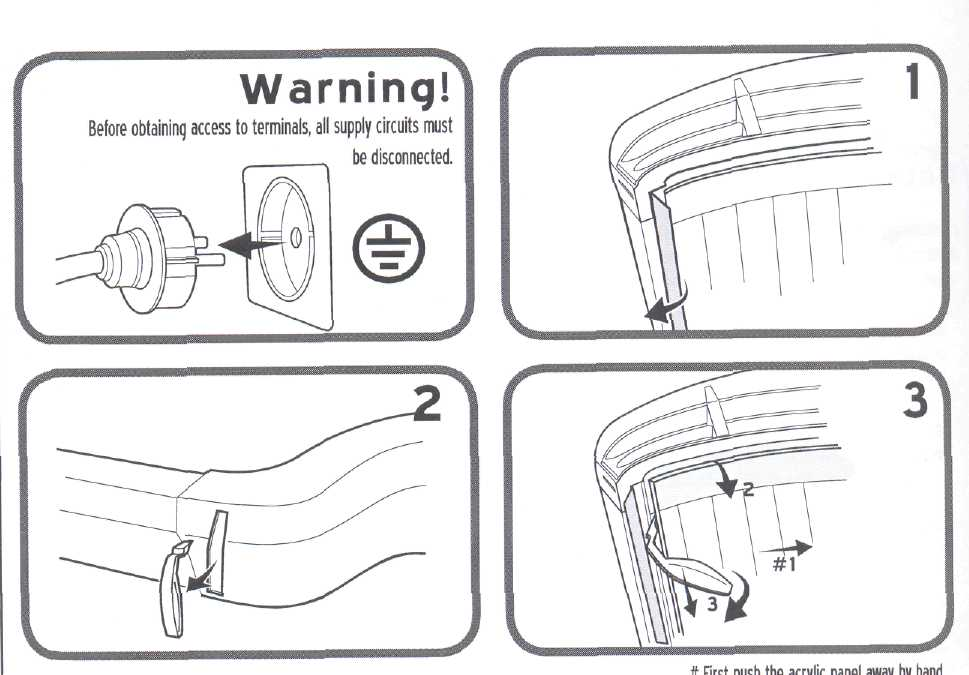 Warning!
Before obtaining access to terminals, all supply circuits must
be disconnected.
1
2
3
2
#1
3
# First push the acrylic panel away by hand